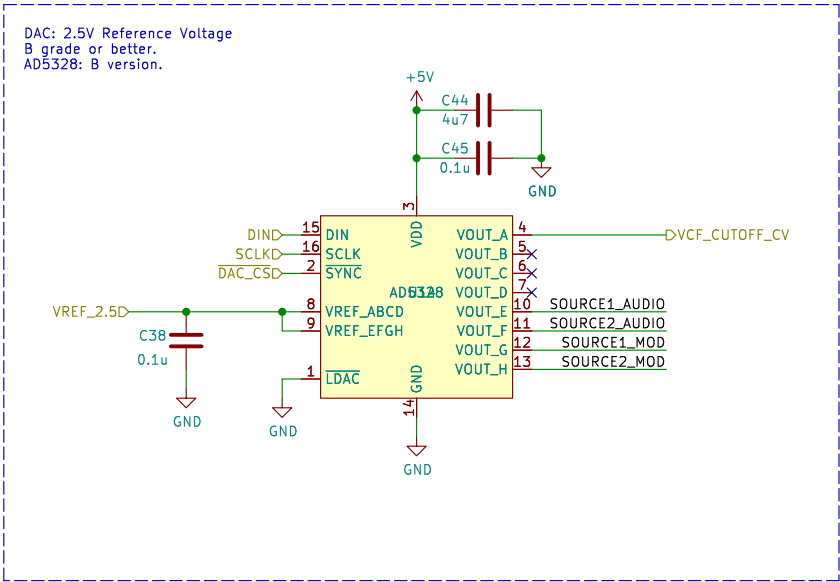 DAC: 2.5V Reference Voltage
B grade or better.
AD5328: B version.
+5V
C44
4u7
C45
0.1u
GND
3
VDD
DIN
15
DIN
SCLK
16
SCLK
DAC_CS
2
SYNC
VREF_2.5
8
VREF_ABCD
9
VREF_EFGH
C38
0.1u
GND
1
LDAC
GND
AD5328
4
VOUT_A
VCF_CUTOFF_CV
5
VOUT_B
6
VOUT_C
7
VOUT_D
10
VOUT_E
SOURCE1_AUDIO
11
VOUT_F
SOURCE2_AUDIO
12
VOUT_G
SOURCE1_MOD
13
VOUT_H
SOURCE2_MOD
GND
14
GND